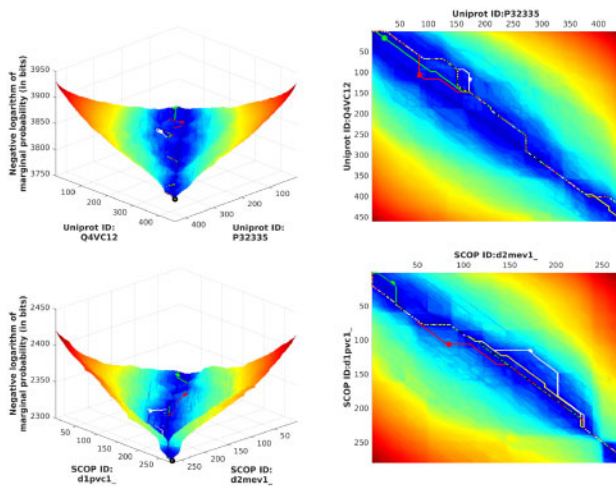 Negative logarithm of
marginal probability (in bits)
3950
3900
3850
3800
3750
100
200
300
400
400
300
200
100
Uniprot ID:
Q4VC12
Uniprot ID:
P32335
Uniprot ID:P32335
50 100 150 200 250 300 350 400
Uniprot ID:Q4VC12
50
100
150
200
250
300
350
400
450
Negative logarithm of
marginal probability (in bits)
2450
2400
2350
2300
50
100
150
200
250
250
200
150
100
50
SCOP ID:
d1pvc1_
SCOP ID:
d2mev1_
SCOP ID:d2mev1_
50 100 150 200 250
SCOP ID:d1pvc1_
50
100
150
200
250